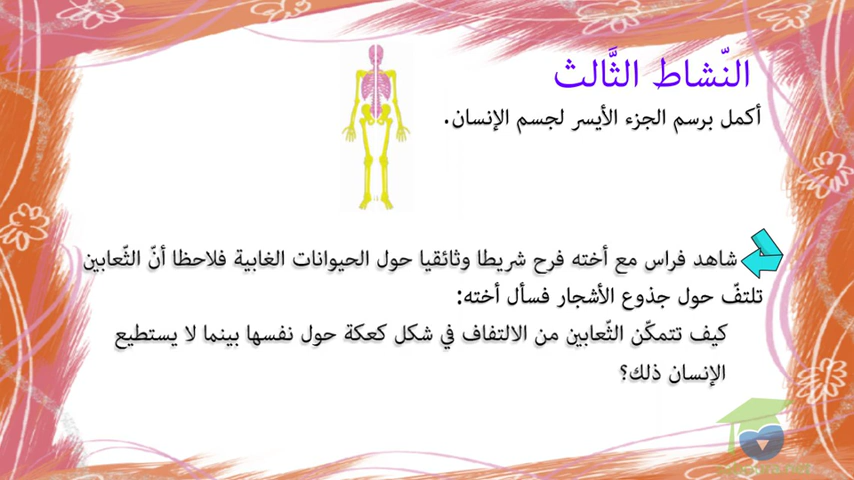 النّشاط الثَّالث
أكمل برسم الجزء الأيسر لجسم الإنسان.
شاهد فراس مع أخته فرح شريطا وثائقيا حول الحيوانات الغابية فلاحظا أنّ الثّعابين
تلتفّ حول جذوع الأشجار فسأل أخته:
كيف تتمكّن الثّعابين من الالتفاف في شكل كعكة حول نفسها بينما لا يستطيع
الإنسان ذلك؟